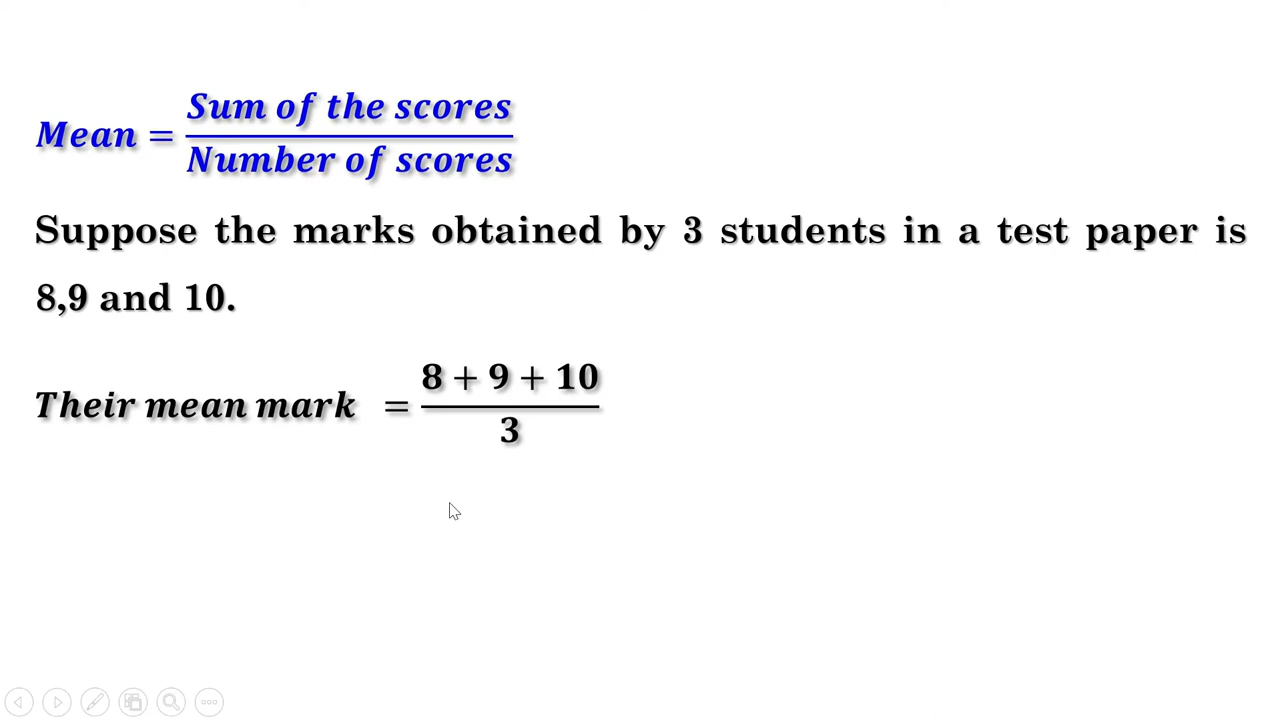 Mean = Sum of the scores / Number of scores
Suppose the marks obtained by 3 students in a test paper is
8,9 and 10.
Their mean mark = 8 + 9 + 10 / 3